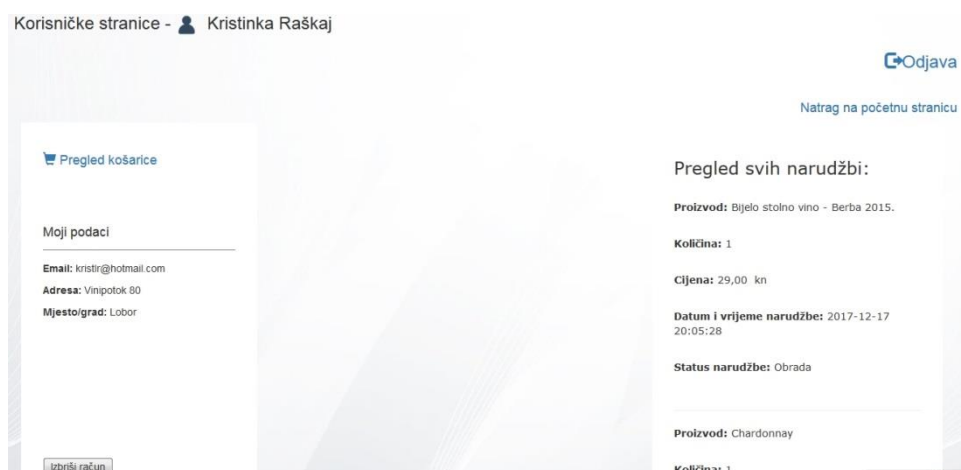 Korisničke stranice - Kristinka Raškaj
Odjava
Natrag na početnu stranicu
Pregled košarice
Moji podaci
Email: kristir@hotmail.com
Adresa: Vinipotok 80
Mjesto/grad: Lobor
Izbriši račun
Pregled svih narudžbi:
Proizvod: Bijelo stolno vino - Berba 2015.
Količina: 1
Cijena: 29,00 kn
Datum i vrijeme narudžbe: 2017-12-17
20:05:28
Status narudžbe: Obrada
Proizvod: Chardonnay
Količina: 1